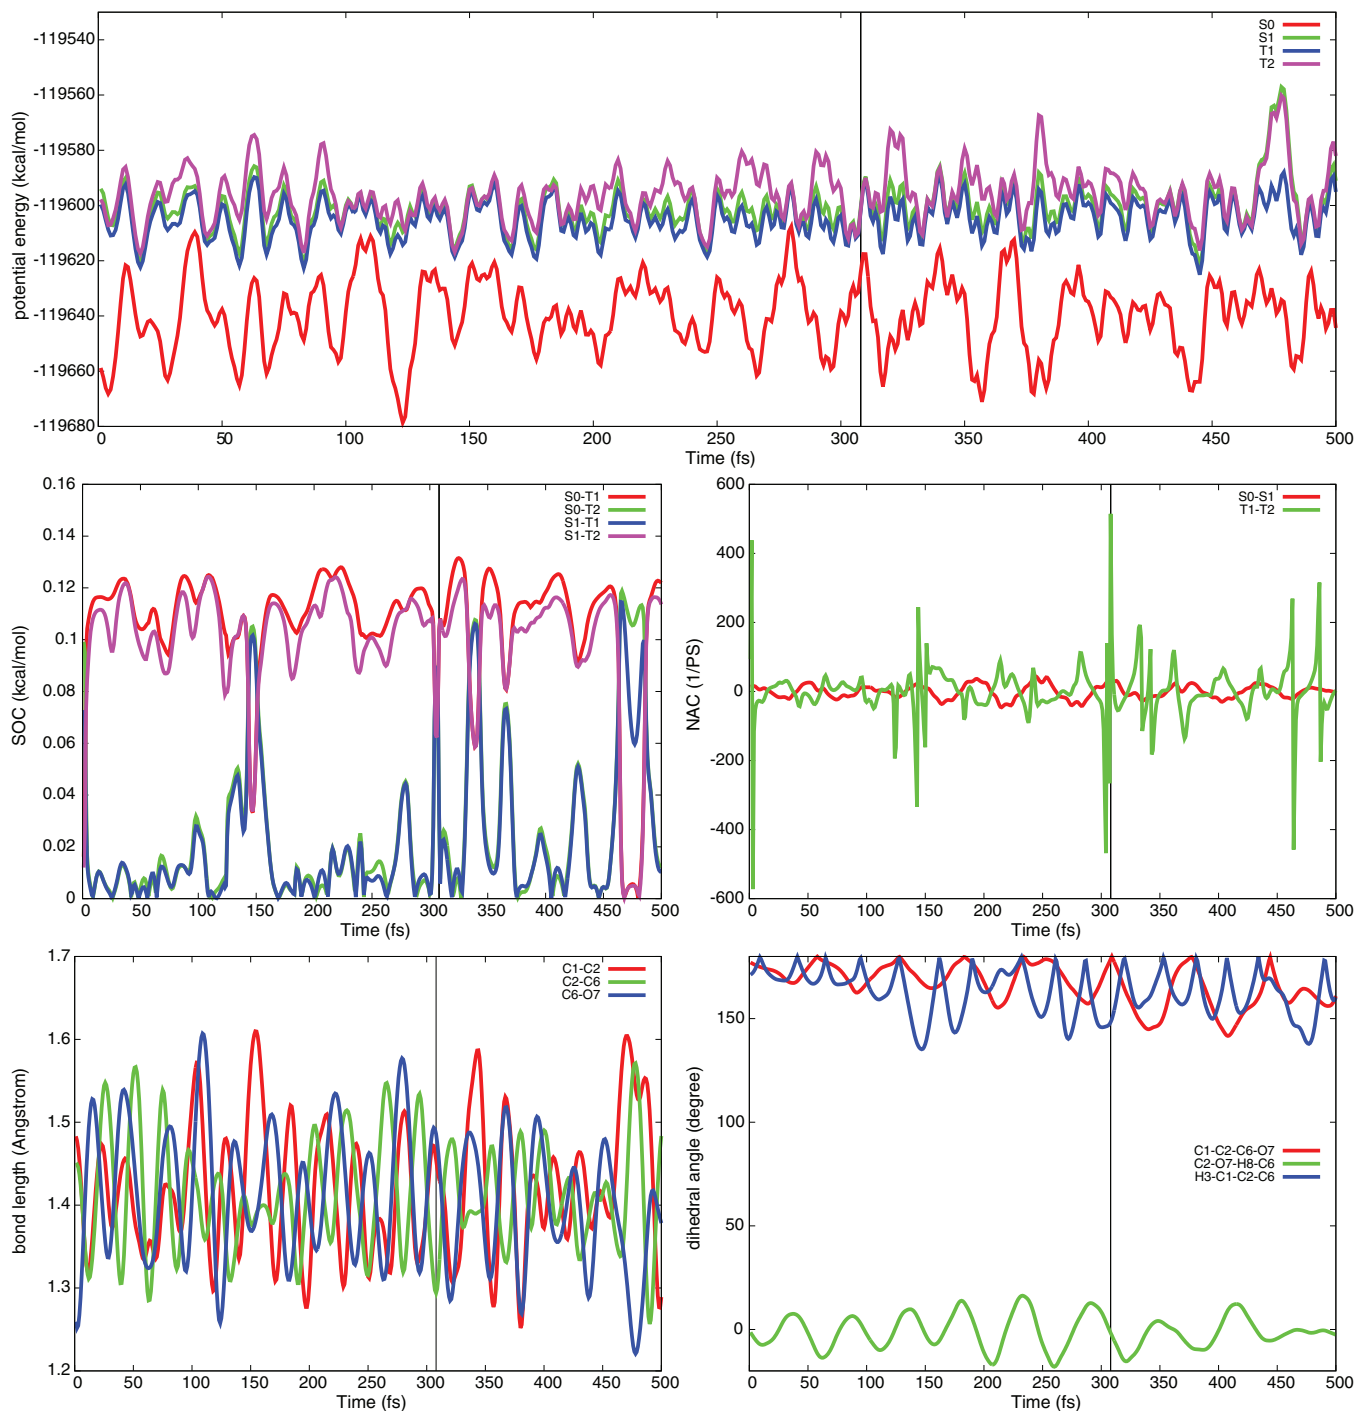 potential energy (kcal/mol)
-119540
-119560
-119580
-119600
-119620
-119640
-119660
-119680
S0
S1
T1
T2
0 50 100 150 200 250 300 350 400 450 500
Time (fs)
SOC (kcal/mol)
0.16
0.14
0.12
0.1
0.08
0.06
0.04
0.02
0
S0-T1
S0-T2
S1-T1
S1-T2
0 50 100 150 200 250 300 350 400 450 500
Time (fs)
NAC (1/PS)
600
400
200
0
-200
-400
-600
S0-S1
T1-T2
0 50 100 150 200 250 300 350 400 450 500
Time (fs)
bond length (Angstrom)
1.7
1.6
1.5
1.4
1.3
1.2
C1-C2
C2-C6
C6-O7
0 50 100 150 200 250 300 350 400 450 500
Time (fs)
dihedral angle (degree)
150
100
50
0
C1-C2-C6-O7
C2-O7-H8-C6
H3-C1-C2-C6
0 50 100 150 200 250 300 350 400 450 500
Time (fs)